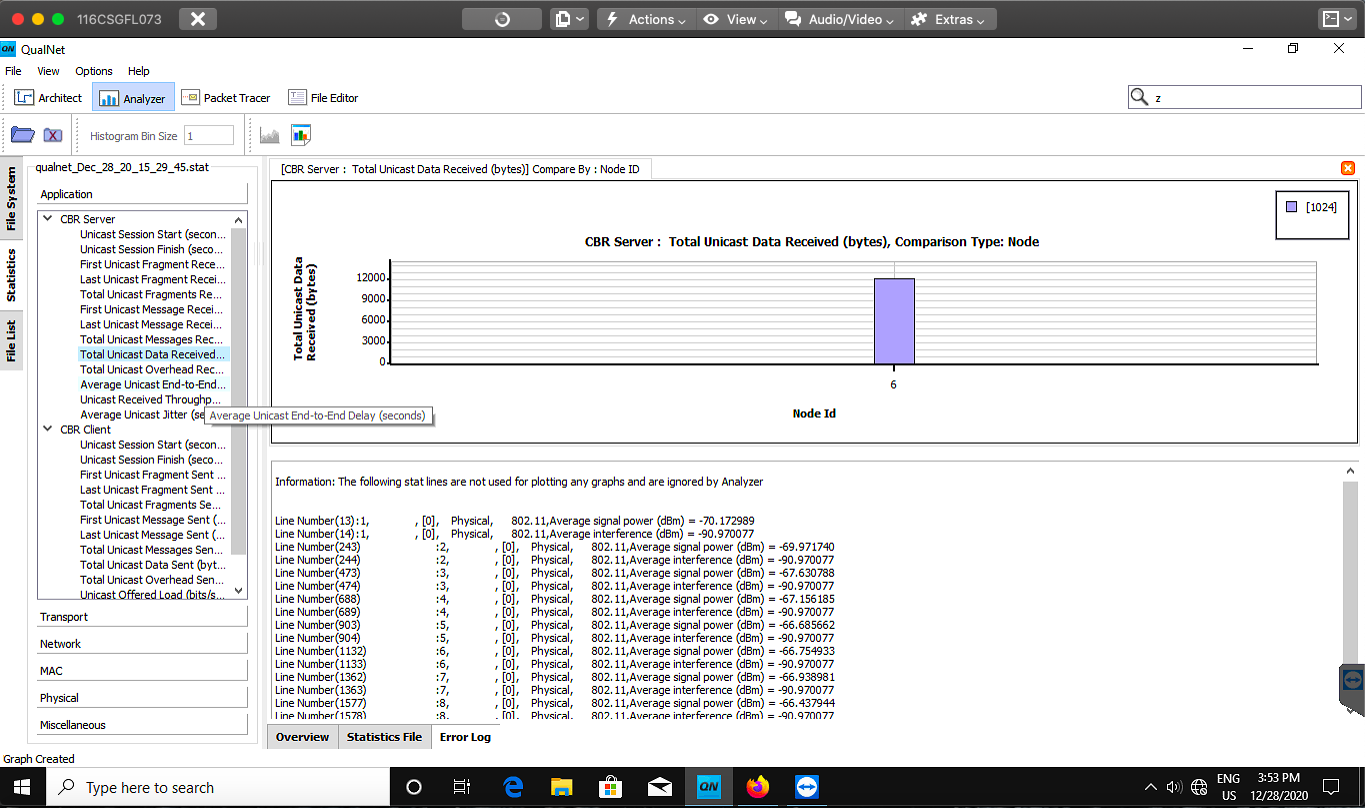 116CSGFL073
Actions
View
Audio/Video
Extras
QN QualNet
File View Options Help
Architect Analyzer Packet Tracer File Editor
z
Histogram Bin Size 1
File System
Statistics
File List
qualnet_Dec_28_20_15_29_45.stat
Application
CBR Server
Unicast Session Start (secon...
Unicast Session Finish (seco...
First Unicast Fragment Rece...
Last Unicast Fragment Recei...
Total Unicast Fragments Re...
First Unicast Message Recei...
Last Unicast Message Recei...
Total Unicast Messages Rec...
Total Unicast Data Received...
Total Unicast Overhead Rec...
Average Unicast End-to-End...
Unicast Received Throughp...
Average Unicast Jitter (se
Average Unicast End-to-End Delay (seconds)
CBR Client
Unicast Session Start (secon...
Unicast Session Finish (seco...
First Unicast Fragment Sent ...
Last Unicast Fragment Sent ...
Total Unicast Fragments Se...
First Unicast Message Sent (...
Last Unicast Message Sent (...
Total Unicast Messages Sen...
Total Unicast Data Sent (byt...
Total Unicast Overhead Sen...
Unicast Offered Load (bits/s...
Transport
Network
MAC
Physical
Miscellaneous
[CBR Server : Total Unicast Data Received (bytes)] Compare By : Node ID
[1024]
CBR Server : Total Unicast Data Received (bytes), Comparison Type: Node
Total Unicast Data
Received (bytes)
12000
9000
6000
3000
0
6
Node Id
Information: The following stat lines are not used for plotting any graphs and are ignored by Analyzer
Line Number(13):1, , [0], Physical, 802.11,Average signal power (dBm) = -70.172989
Line Number(14):1, , [0], Physical, 802.11,Average interference (dBm) = -90.970077
Line Number(243) :2, , [0], Physical, 802.11,Average signal power (dBm) = -69.971740
Line Number(244) :2, , [0], Physical, 802.11,Average interference (dBm) = -90.970077
Line Number(473) :3, , [0], Physical, 802.11,Average signal power (dBm) = -67.630788
Line Number(474) :3, , [0], Physical, 802.11,Average interference (dBm) = -90.970077
Line Number(688) :4, , [0], Physical, 802.11,Average signal power (dBm) = -67.156185
Line Number(689) :4, , [0], Physical, 802.11,Average interference (dBm) = -90.970077
Line Number(903) :5, , [0], Physical, 802.11,Average signal power (dBm) = -66.685662
Line Number(904) :5, , [0], Physical, 802.11,Average interference (dBm) = -90.970077
Line Number(1132) :6, , [0], Physical, 802.11,Average signal power (dBm) = -66.754933
Line Number(1133) :6, , [0], Physical, 802.11,Average interference (dBm) = -90.970077
Line Number(1362) :7, , [0], Physical, 802.11,Average signal power (dBm) = -66.938981
Line Number(1363) :7, , [0], Physical, 802.11,Average interference (dBm) = -90.970077
Line Number(1577) :8, , [0], Physical, 802.11,Average signal power (dBm) = -66.437944
Line Number(1578) :8, , [0], Physical, 802.11,Average interference (dBm) = -90.970077
Overview Statistics File Error Log
Graph Created
Type here to search
QN
ENG
US
3:53 PM
12/28/2020